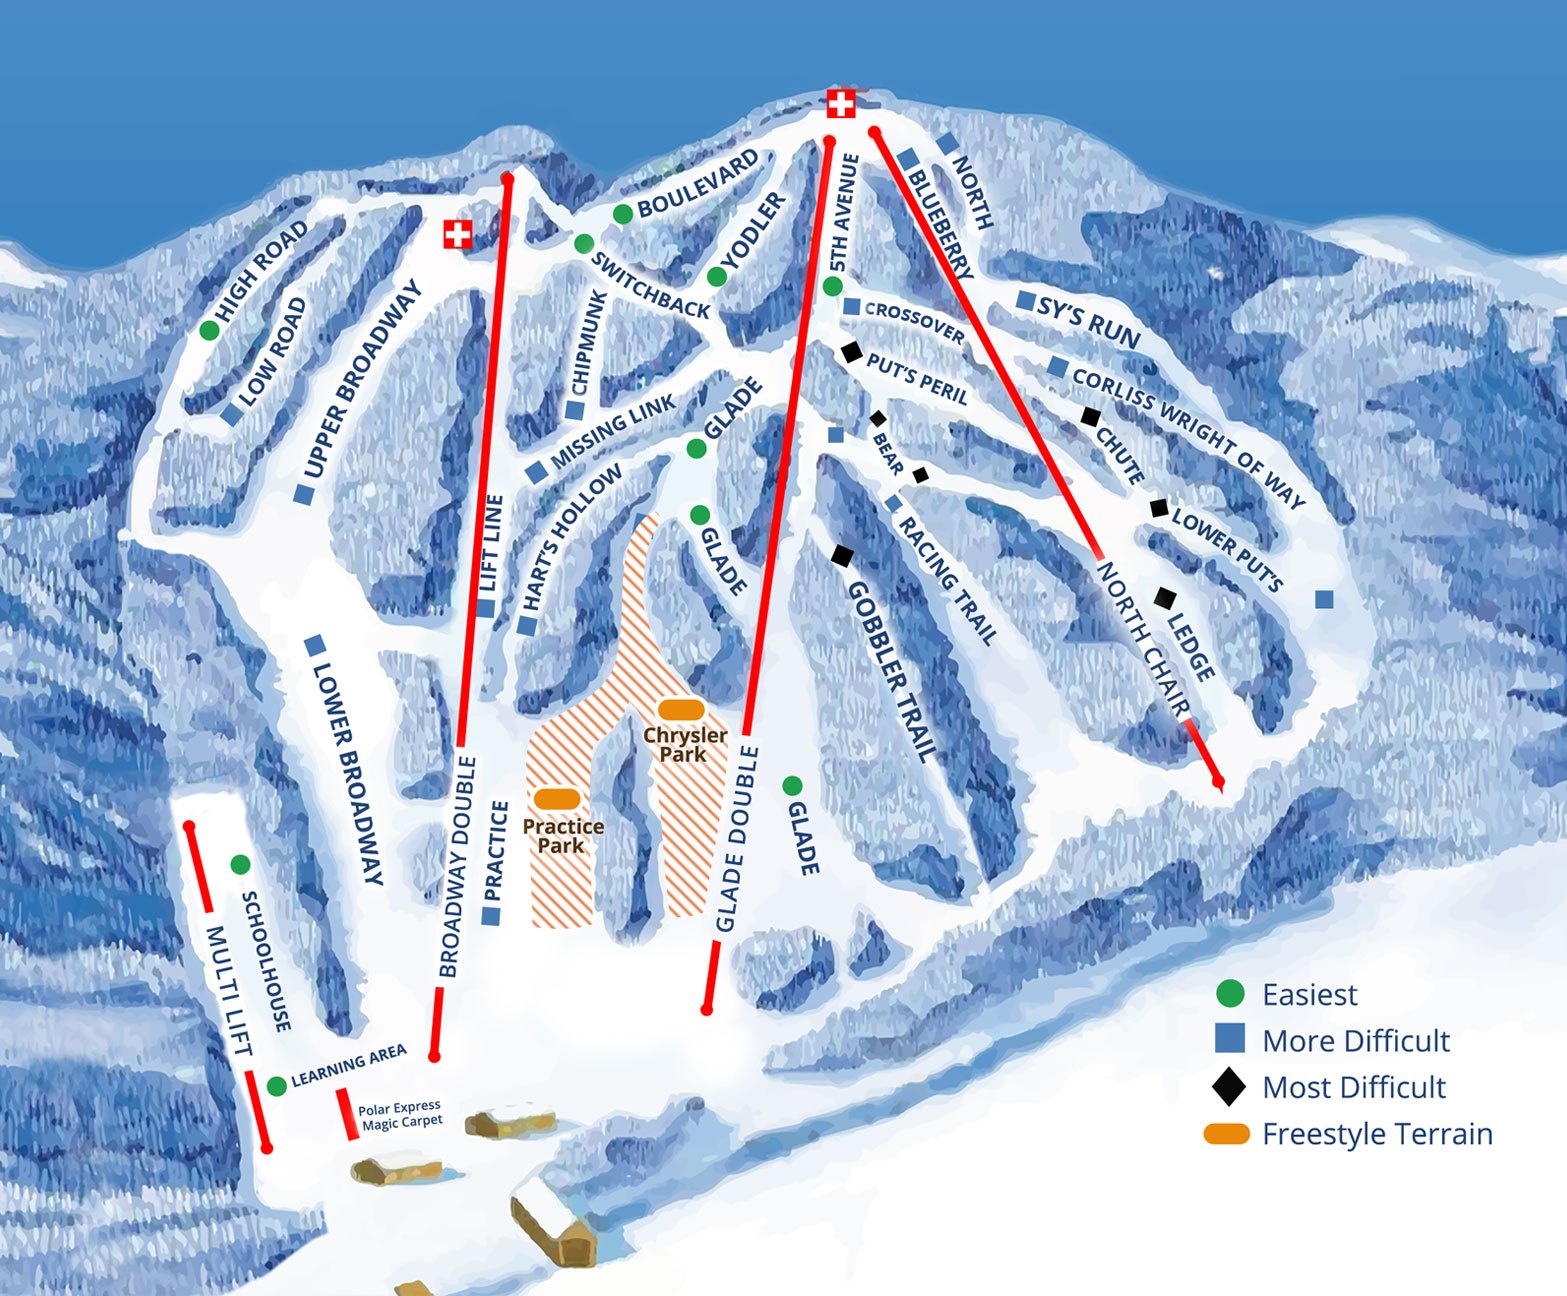 BOULEVARD
NORTH
BLUEBERRY
5TH AVENUE
YODLER
HIGH ROAD
SWITCHBACK
LOW ROAD
UPPER BROADWAY
CHIPMUNK
CROSSOVER
SY'S RUN
PUT'S PERIL
CORLISS WRIGHT OF WAY
GLADE
MISSING LINK
BEAR
CHUTE
HART'S HOLLOW
LIFT LINE
GLADE
RACING TRAIL
LOWER PUT'S
GOBBLER TRAIL
NORTH CHAIR
LEDGE
LOWER BROADWAY
Chrysler
Park
Practice
Park
BROADWAY DOUBLE
PRACTICE
GLADE DOUBLE
GLADE
SCHOOLHOUSE
MULTI LIFT
LEARNING AREA
Polar Express
Magic Carpet
Easiest
More Difficult
Most Difficult
Freestyle Terrain